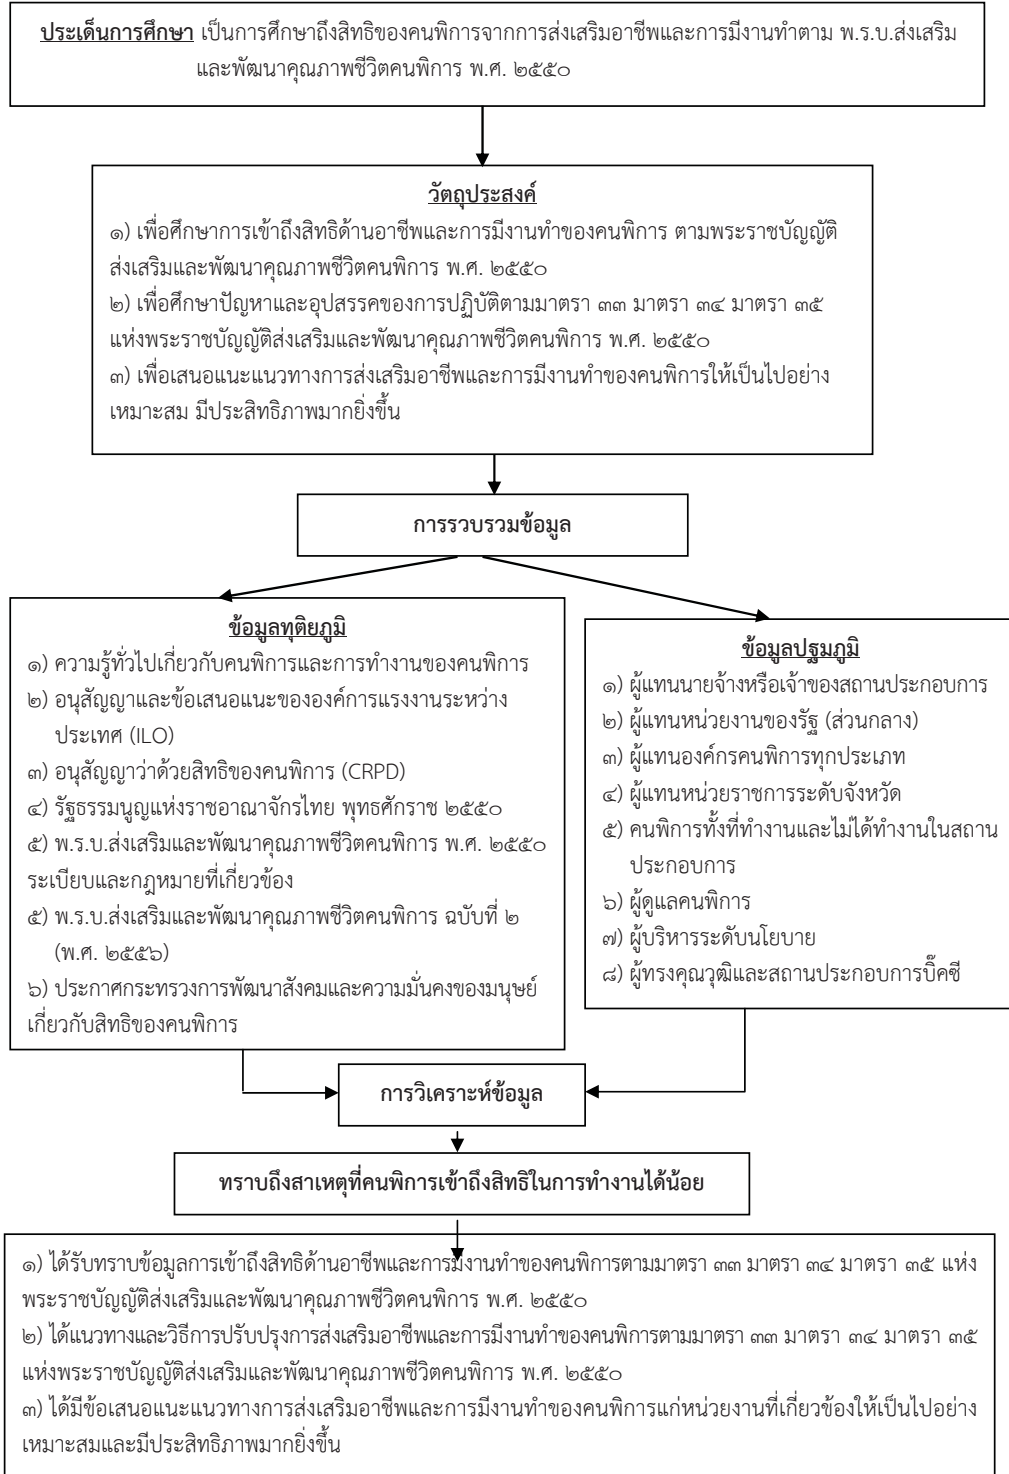 ประเด็นการศึกษา เป็นการศึกษาถึงสิทธิของคนพิการจากการส่งเสริมอาชีพและการมีงานทำตาม พ.ร.บ.ส่งเสริม
และพัฒนาคุณภาพชีวิตคนพิการ พ.ศ. ๒๕๕๐
วัตถุประสงค์
๑) เพื่อศึกษาการเข้าถึงสิทธิด้านอาชีพและการมีงานทำของคนพิการ ตามพระราชบัญญัติ
ส่งเสริมและพัฒนาคุณภาพชีวิตคนพิการ พ.ศ. ๒๕๕๐
๒) เพื่อศึกษาปัญหาและอุปสรรคของการปฏิบัติตามมาตรา ๓๓ มาตรา ๓๔ มาตรา ๓๕
แห่งพระราชบัญญัติส่งเสริมและพัฒนาคุณภาพชีวิตคนพิการ พ.ศ. ๒๕๕๐
๓) เพื่อเสนอแนะแนวทางการส่งเสริมอาชีพและการมีงานทำของคนพิการให้เป็นไปอย่าง
เหมาะสม มีประสิทธิภาพมากยิ่งขึ้น
การรวบรวมข้อมูล
ข้อมูลทุติยภูมิ
๑) ความรู้ทั่วไปเกี่ยวกับคนพิการและการทำงานของคนพิการ
๒) อนุสัญญาและข้อเสนอแนะขององค์การแรงงานระหว่าง
ประเทศ (ILO)
๓) อนุสัญญาว่าด้วยสิทธิของคนพิการ (CRPD)
๔) รัฐธรรมนูญแห่งราชอาณาจักรไทย พุทธศักราช ๒๕๕๐
๕) พ.ร.บ.ส่งเสริมและพัฒนาคุณภาพชีวิตคนพิการ พ.ศ. ๒๕๕๐
ระเบียบและกฎหมายที่เกี่ยวข้อง
๕) พ.ร.บ.ส่งเสริมและพัฒนาคุณภาพชีวิตคนพิการ ฉบับที่ ๒
(พ.ศ. ๒๕๕๖)
๖) ประกาศกระทรวงการพัฒนาสังคมและความมั่นคงของมนุษย์
เกี่ยวกับสิทธิของคนพิการ
ข้อมูลปฐมภูมิ
๑) ผู้แทนนายจ้างหรือเจ้าของสถานประกอบการ
๒) ผู้แทนหน่วยงานของรัฐ (ส่วนกลาง)
๓) ผู้แทนองค์กรคนพิการทุกประเภท
๔) ผู้แทนหน่วยราชการระดับจังหวัด
๕) คนพิการทั้งที่ทำงานและไม่ได้ทำงานในสถาน
ประกอบการ
๖) ผู้ดูแลคนพิการ
๗) ผู้บริหารระดับนโยบาย
๘) ผู้ทรงคุณวุฒิและสถานประกอบการบิ๊คซี
การวิเคราะห์ข้อมูล
ทราบถึงสาเหตุที่คนพิการเข้าถึงสิทธิในการทำงานได้น้อย
๑) ได้รับทราบข้อมูลการเข้าถึงสิทธิด้านอาชีพและการมีงานทำของคนพิการตามมาตรา ๓๓ มาตรา ๓๔ มาตรา ๓๕ แห่ง
พระราชบัญญัติส่งเสริมและพัฒนาคุณภาพชีวิตคนพิการ พ.ศ. ๒๕๕๐
๒) ได้แนวทางและวิธีการปรับปรุงการส่งเสริมอาชีพและการมีงานทำของคนพิการตามมาตรา ๓๓ มาตรา ๓๔ มาตรา ๓๕
แห่งพระราชบัญญัติส่งเสริมและพัฒนาคุณภาพชีวิตคนพิการ พ.ศ. ๒๕๕๐
๓) ได้มีข้อเสนอแนะแนวทางการส่งเสริมอาชีพและการมีงานทำของคนพิการแก่หน่วยงานที่เกี่ยวข้องให้เป็นไปอย่าง
เหมาะสมและมีประสิทธิภาพมากยิ่งขึ้น